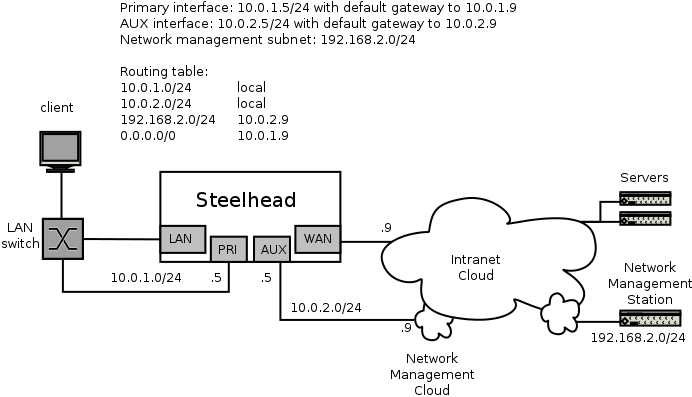 Primary interface: 10.0.1.5/24 with default gateway to 10.0.1.9
AUX interface: 10.0.2.5/24 with default gateway to 10.0.2.9
Network management subnet: 192.168.2.0/24
Routing table:
10.0.1.0/24 local
10.0.2.0/24 local
192.168.2.0/24 10.0.2.9
0.0.0.0/0 10.0.1.9
client
Servers
Steelhead
LAN
switch
LAN
PRI
AUX
WAN
.9
Intranet
Cloud
Network
Management
Station
10.0.1.0/24
.5
.5
10.0.2.0/24
.9
192.168.2.0/24
Network
Management
Cloud